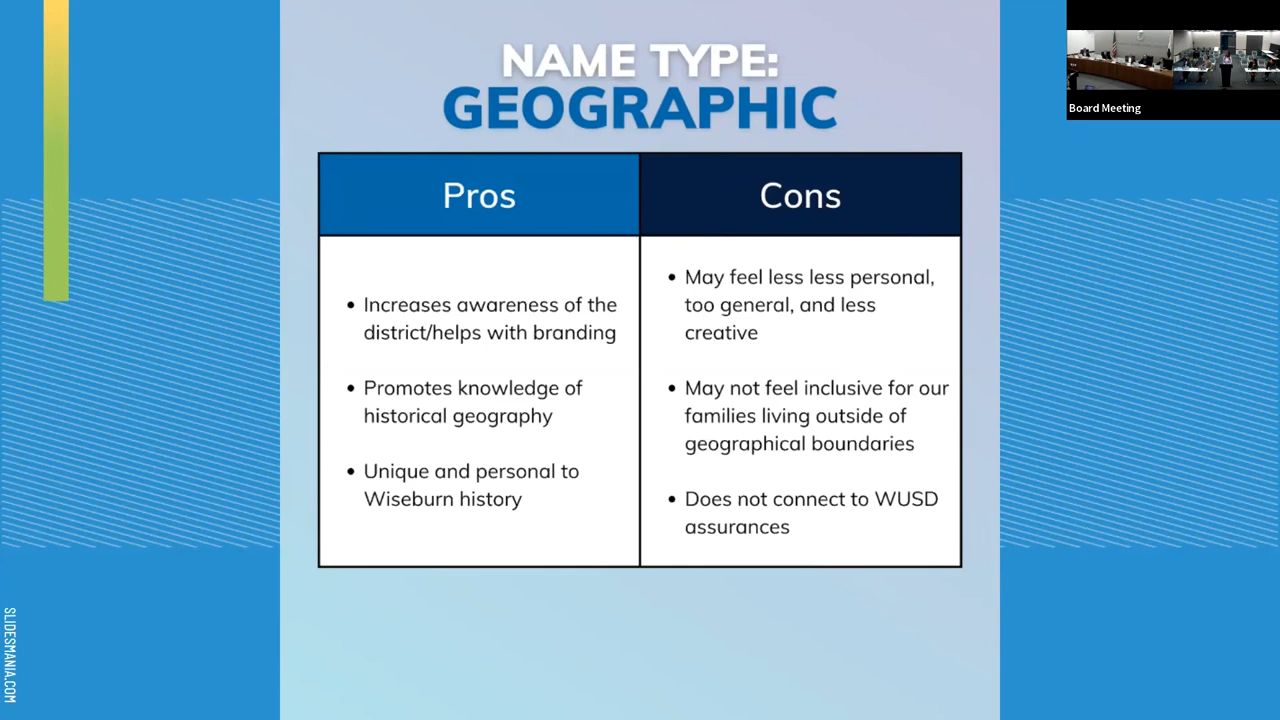 NAME TYPE:
GEOGRAPHIC
Board Meeting
Pros
Cons
• Increases awareness of the
district/helps with branding
• Promotes knowledge of
historical geography
• Unique and personal to
Wiseburn history
• May feel less less personal,
too general, and less
creative
• May not feel inclusive for our
families living outside of
geographical boundaries
• Does not connect to WUSD
assurances
SLIDESMANIA.COM